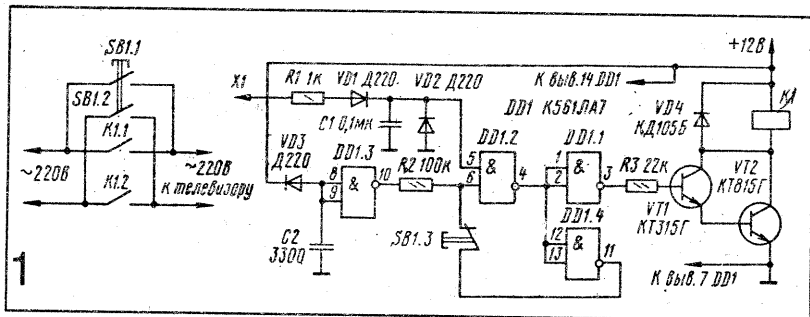 SB1.1
SB1.2
K1.1
~220В
~220В
к телевизору
K1.2
1
X1
R1 1к
VD1 Д220
VD2 Д220
C1 0,1мк
VD3
Д220
DD1.3
8
9
10
R2 100к
C2
3300
SB1.3
DD1 К561ЛА7
DD1.2
5
6
&
4
DD1.1
1
2
&
3
DD1.4
12
13
&
11
&
R3 22к
К выв. 14 DD1
+12В
VD4
КД105Б
K1
VT2
КТ815Г
VT1
КТ315Г
К выв. 7 DD1